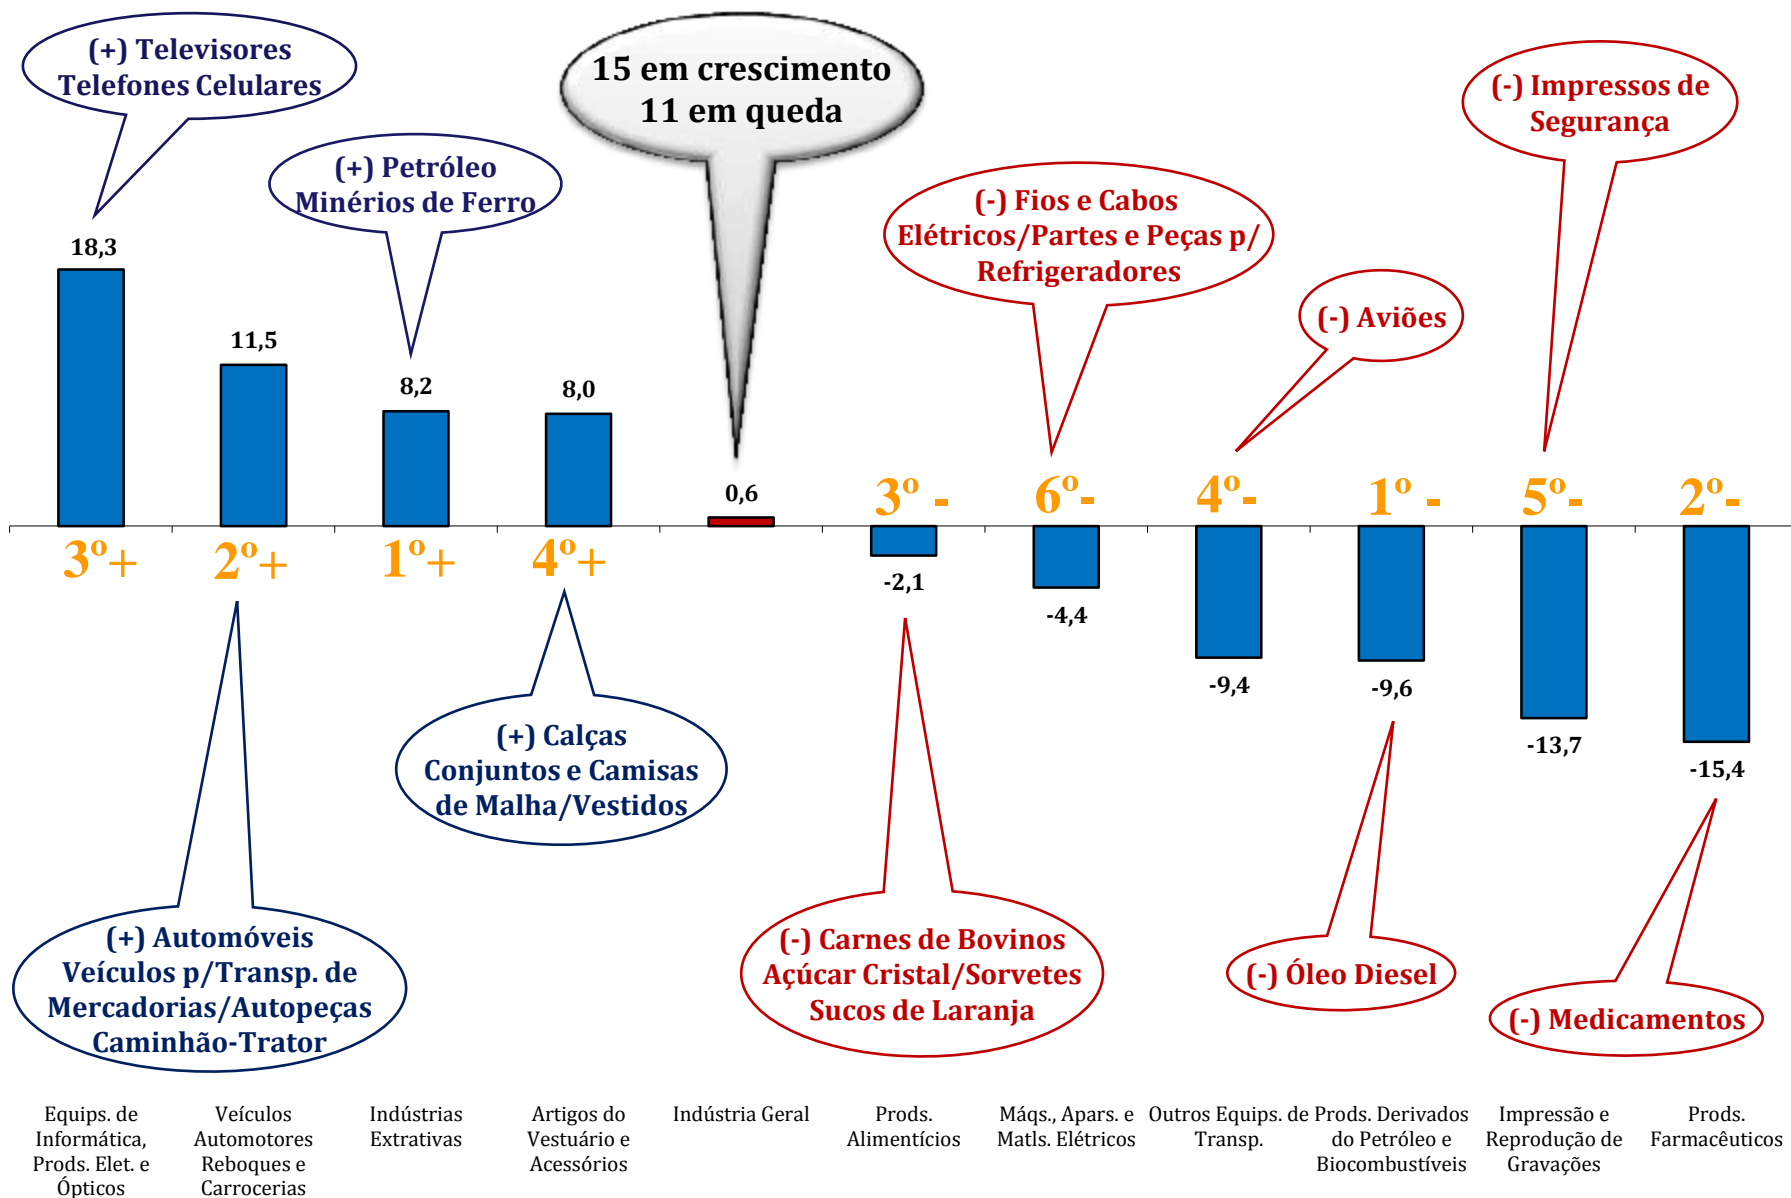 (+) Televisores
Telefones Celulares
15 em crescimento
11 em queda
(-) Impressos de
Segurança
(+) Petróleo
Minérios de Ferro
(-) Fios e Cabos
Elétricos/Partes e Peças p/
Refrigeradores
(-) Aviões
18,3
11,5
8,2
8,0
0,6
3º -
6º-
4º-
1º -
5º-
2º-
3º+
2º+
1º+
4º+
-2,1
-4,4
-9,4
-9,6
-13,7
-15,4
(+) Calças
Conjuntos e Camisas
de Malha/Vestidos
(+) Automóveis
Veículos p/Transp. de
Mercadorias/Autopeças
Caminhão-Trator
(-) Carnes de Bovinos
Açúcar Cristal/Sorvetes
Sucos de Laranja
(-) Óleo Diesel
(-) Medicamentos
Equips. de
Informática,
Prods. Elet. e
Ópticos
Veículos
Automotores
Reboques e
Carrocerias
Indústrias
Extrativas
Artigos do
Vestuário e
Acessórios
Indústria Geral
Prods.
Alimentícios
Máqs., Apars. e
Matls. Elétricos
Outros Equips. de
Transp.
Prods. Derivados
do Petróleo e
Biocombustíveis
Impressão e
Reprodução de
Gravações
Prods.
Farmacêuticos